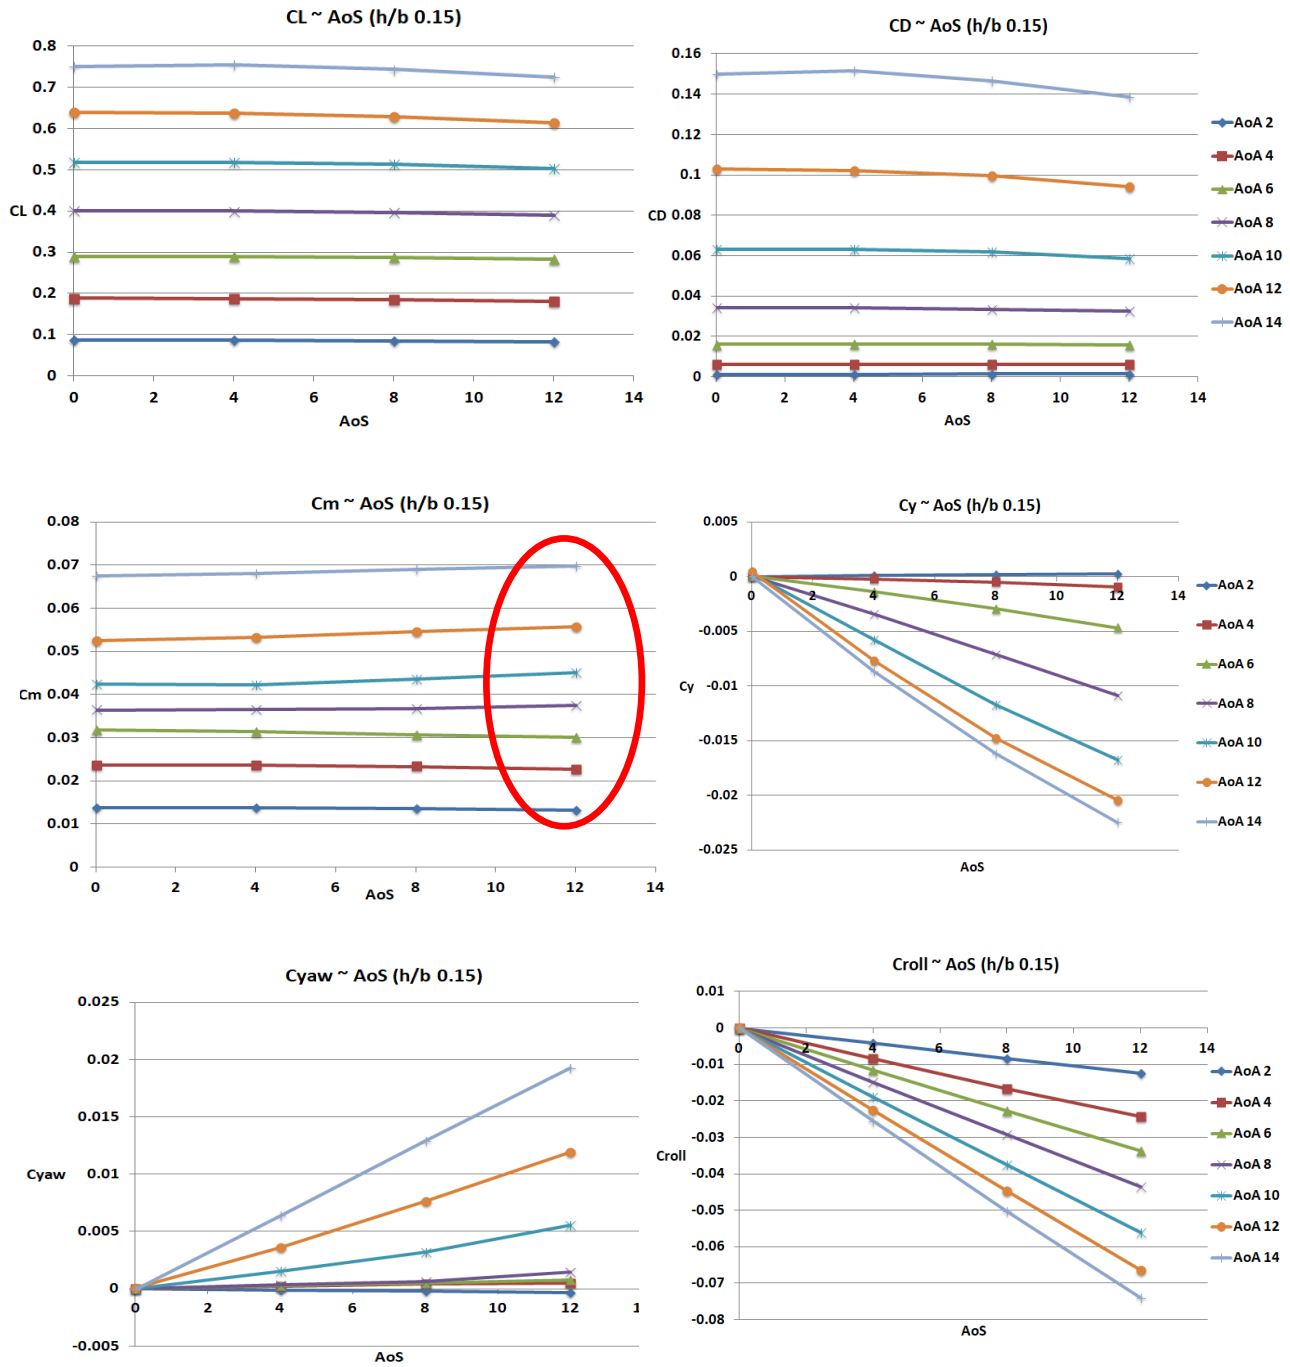 CL ~ AoS (h/b 0.15)
0.8
0.7
0.6
0.5
0.4
0.3
0.2
0.1
0
CL
0 2 4 6 8 10 12 14
AoS
CD ~ AoS (h/b 0.15)
0.16
0.14
0.12
0.1
0.08
0.06
0.04
0.02
0
CD
0 2 4 6 8 10 12 14
AoS
AoA 2
AoA 4
AoA 6
AoA 8
AoA 10
AoA 12
AoA 14
Cm ~ AoS (h/b 0.15)
0.08
0.07
0.06
0.05
0.04
0.03
0.02
0.01
0
Cm
0 2 4 6 8 10 12 14
AoS
Cy ~ AoS (h/b 0.15)
0.005
0
-0.005
-0.01
-0.015
-0.02
-0.025
Cy
0 2 4 6 8 10 12 14
AoS
AoA 2
AoA 4
AoA 6
AoA 8
AoA 10
AoA 12
AoA 14
Cyaw ~ AoS (h/b 0.15)
0.025
0.02
0.015
0.01
0.005
0
-0.005
Cyaw
0 2 4 6 8 10 12 1
AoS
Croll ~ AoS (h/b 0.15)
0.01
0
-0.01
-0.02
-0.03
-0.04
-0.05
-0.06
-0.07
-0.08
Croll
0 2 4 6 8 10 12 14
AoS
AoA 2
AoA 4
AoA 6
AoA 8
AoA 10
AoA 12
AoA 14